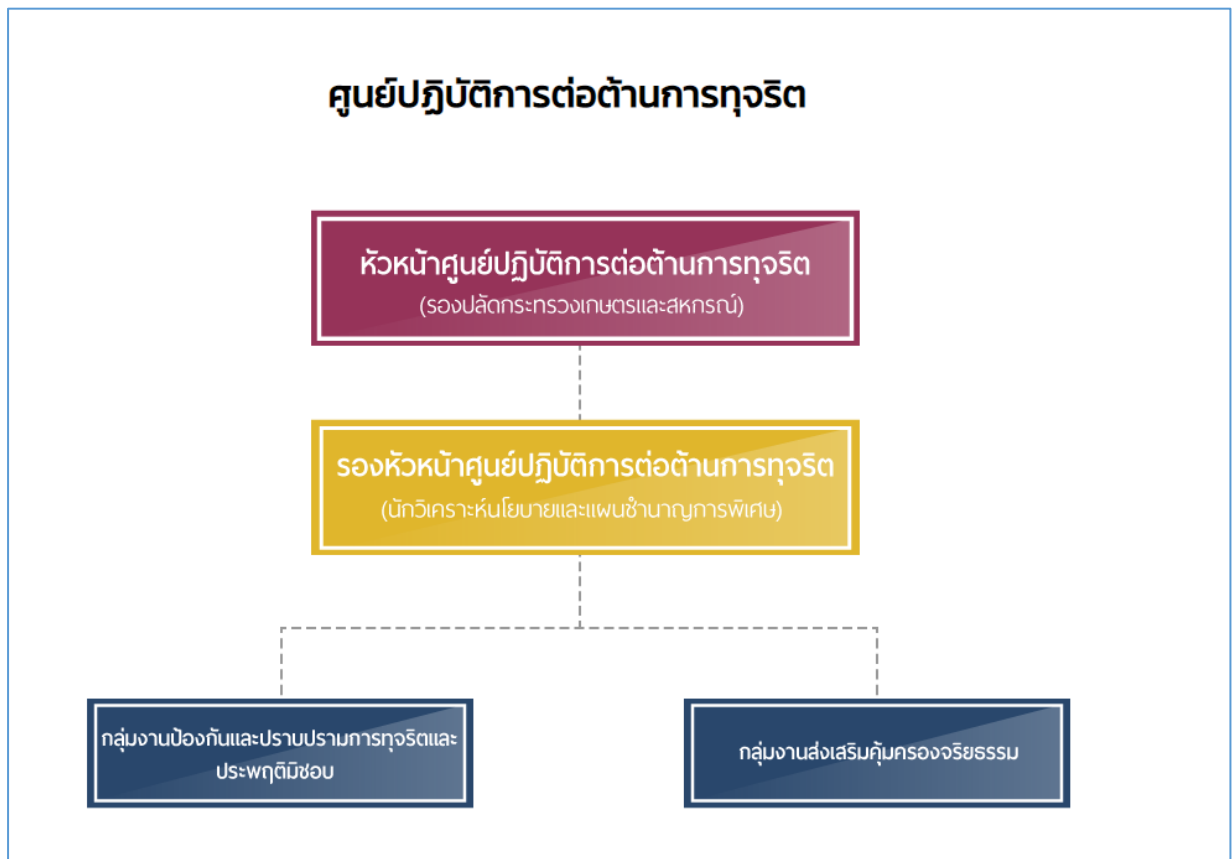 ศูนย์ปฏิบัติการต่อต้านการทุจริต
หัวหน้าศูนย์ปฏิบัติการต่อต้านการทุจริต
(รองปลัดกระทรวงเกษตรและสหกรณ์)
รองหัวหน้าศูนย์ปฏิบัติการต่อต้านการทุจริต
(นักวิเคราะห์นโยบายและแผนชำนาญการพิเศษ)
กลุ่มงานป้องกันและปราบปรามการทุจริตและ
ประพฤติมิชอบ
กลุ่มงานส่งเสริมคุ้มครองจริยธรรม